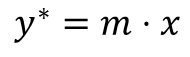 y* = m · x